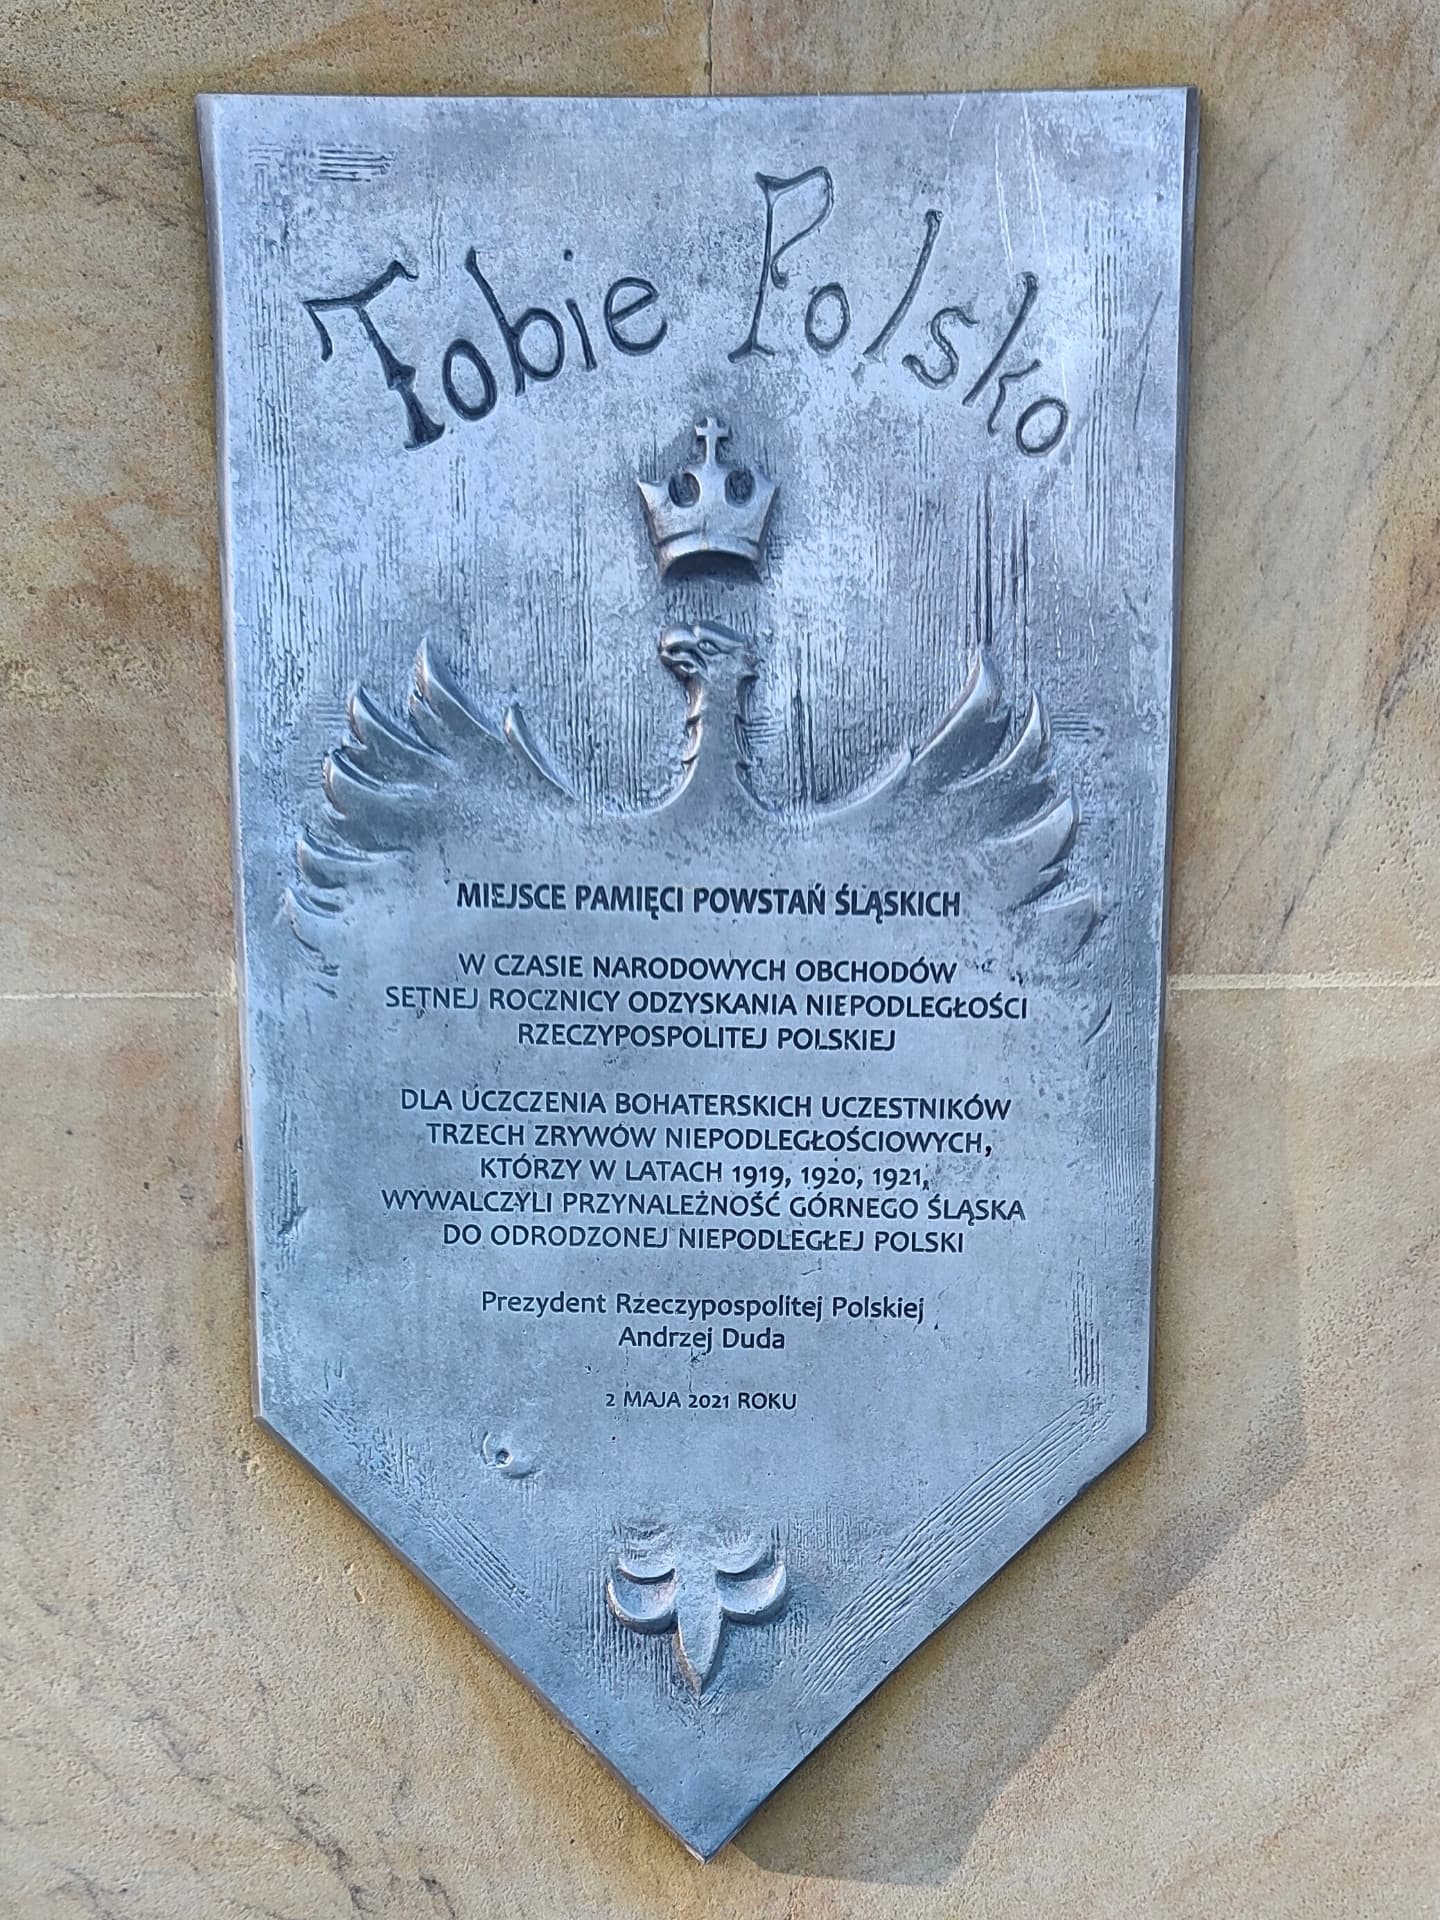 Tobie Polsko
MIEJSCE PAMIĘCI POWSTAŃ ŚLĄSKICH
W CZASIE NARODOWYCH OBCHODÓW
SETNEJ ROCZNICY ODZYSKANIA NIEPODLEGŁOŚCI
RZECZYPOSPOLITEJ POLSKIEJ
DLA UCZCZENIA BOHATERSKICH UCZESTNIKÓW
TRZECH ZRYWÓW NIEPODLEGŁOŚCIOWYCH,
KTÓRZY W LATACH 1919, 1920, 1921,
WYWALCZYLI PRZYNALEŻNOŚĆ GÓRNEGO ŚLĄSKA
DO ODRODZONEJ NIEPODLEGŁEJ POLSKI
Prezydent Rzeczypospolitej Polskiej
Andrzej Duda
2 MAJA 2021 ROKU